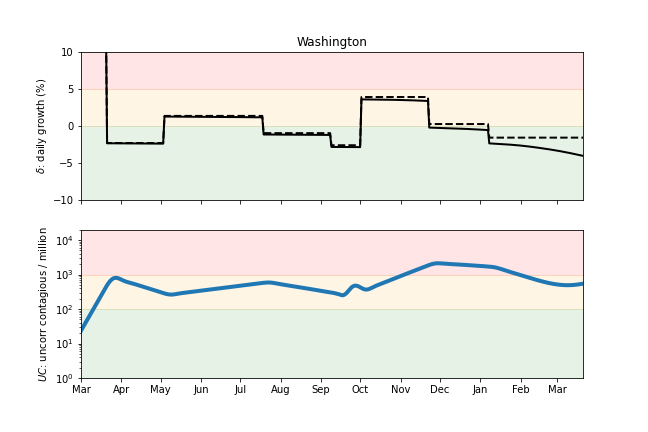 Washington
10
5
0
−5
−10
δ: daily growth (%)
10⁴
10³
10²
10¹
10⁰
UC: uncorr contagious / million
Mar Apr May Jun Jul Aug Sep Oct Nov Dec Jan Feb Mar